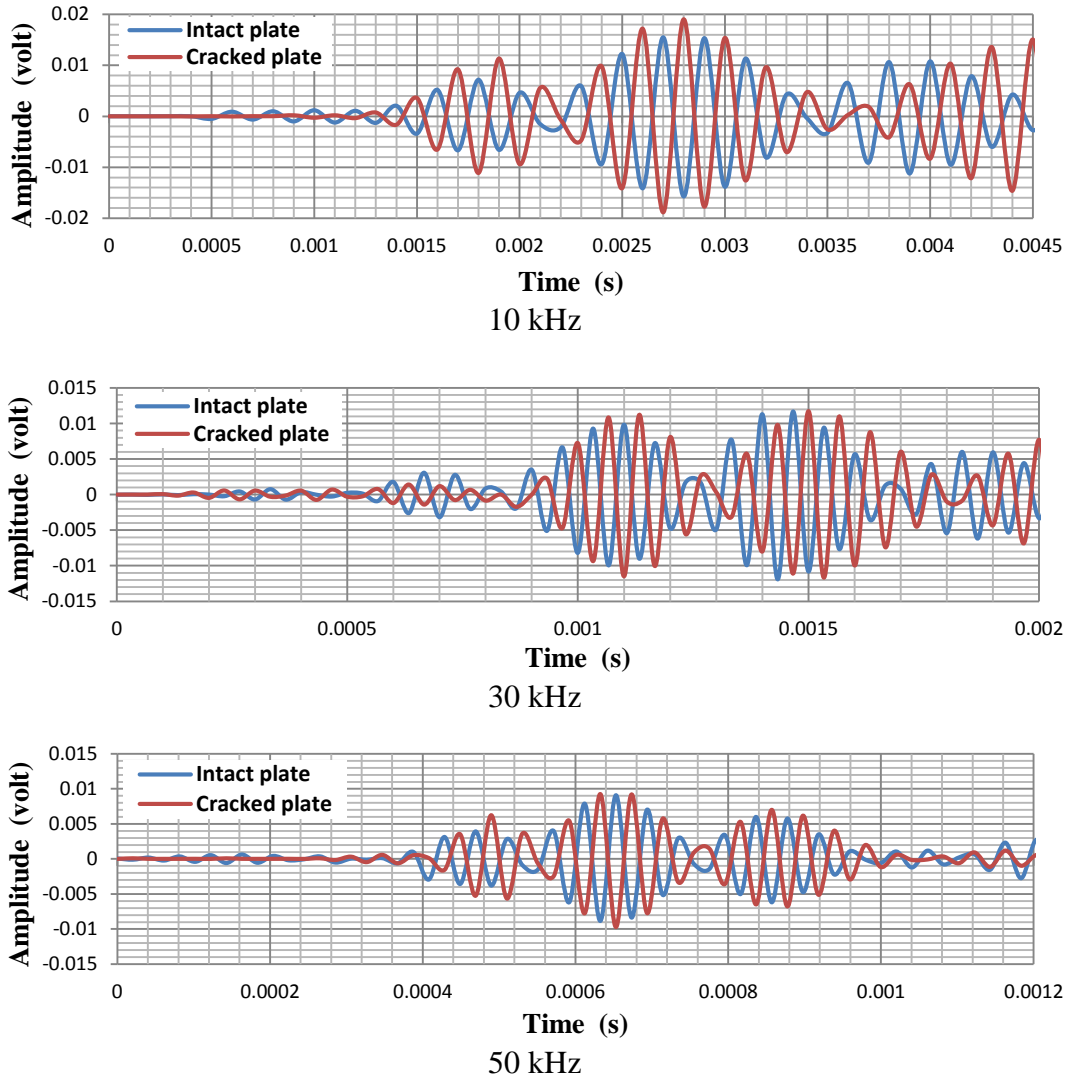 Amplitude (volt)
0.02
0.01
0
-0.01
-0.02
Intact plate
Cracked plate
0 0.0005 0.001 0.0015 0.002 0.0025 0.003 0.0035 0.004 0.0045
Time (s)
10 kHz
Amplitude (volt)
0.015
0.01
0.005
0
-0.005
-0.01
-0.015
Intact plate
Cracked plate
0 0.0005 0.001 0.0015 0.002
Time (s)
30 kHz
Amplitude (volt)
0.015
0.01
0.005
0
-0.005
-0.01
-0.015
Intact plate
Cracked plate
0 0.0002 0.0004 0.0006 0.0008 0.001 0.0012
Time (s)
50 kHz